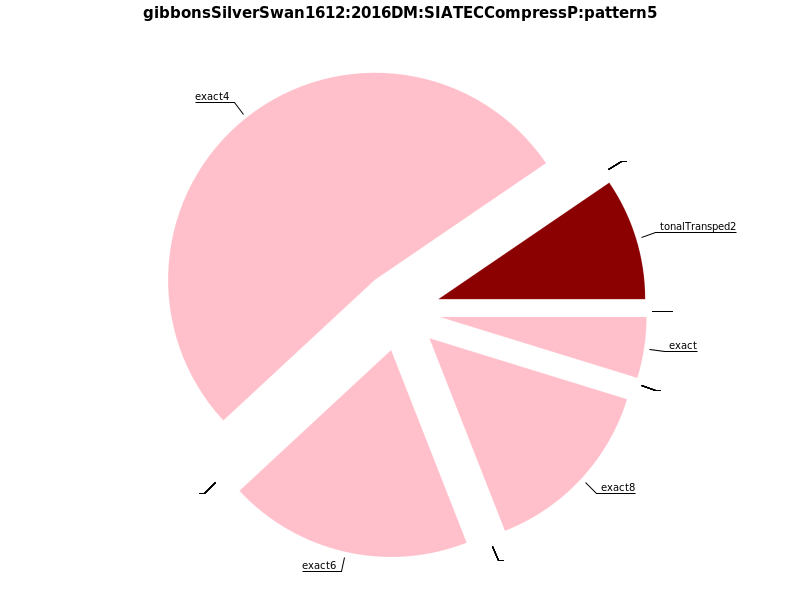 gibbonsSilverSwan1612:2016DM:SIATECCompressP:pattern5
exact4
tonalTransped2
exact
exact8
exact6